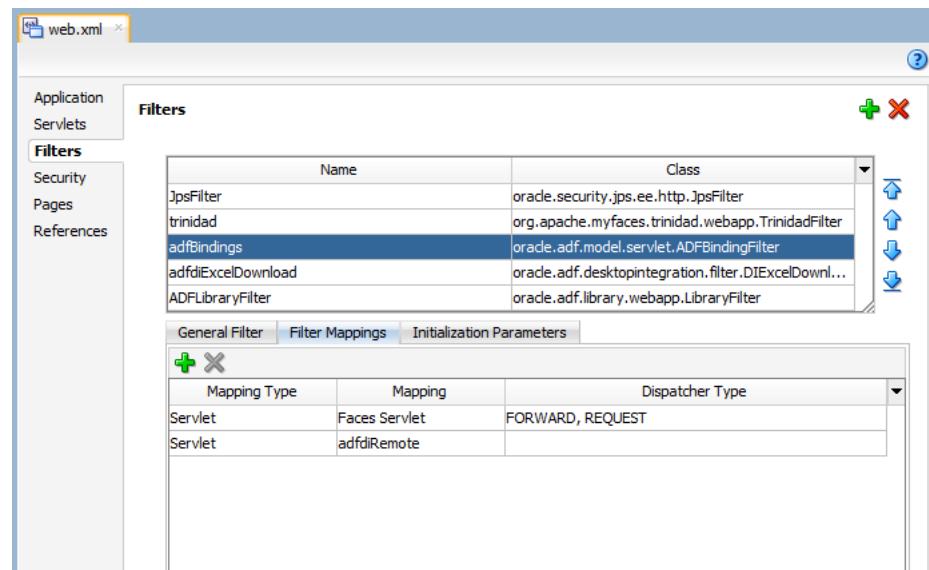 web.xml
Application
Servlets
Filters
Security
Pages
References
Filters
Name Class
JpsFilter oracle.security.jps.ee.http.JpsFilter
trinidad org.apache.myfaces.trinidad.webapp.TrinidadFilter
adfBindings oracle.adf.model.servlet.ADFBindingFilter
adfdiExcelDownload oracle.adf.desktopintegration.filter.DIExcelDownl...
ADFLibraryFilter oracle.adf.library.webapp.LibraryFilter
General Filter Filter Mappings Initialization Parameters
Mapping Type Mapping Dispatcher Type
Servlet Faces Servlet FORWARD, REQUEST
Servlet adfdiRemote